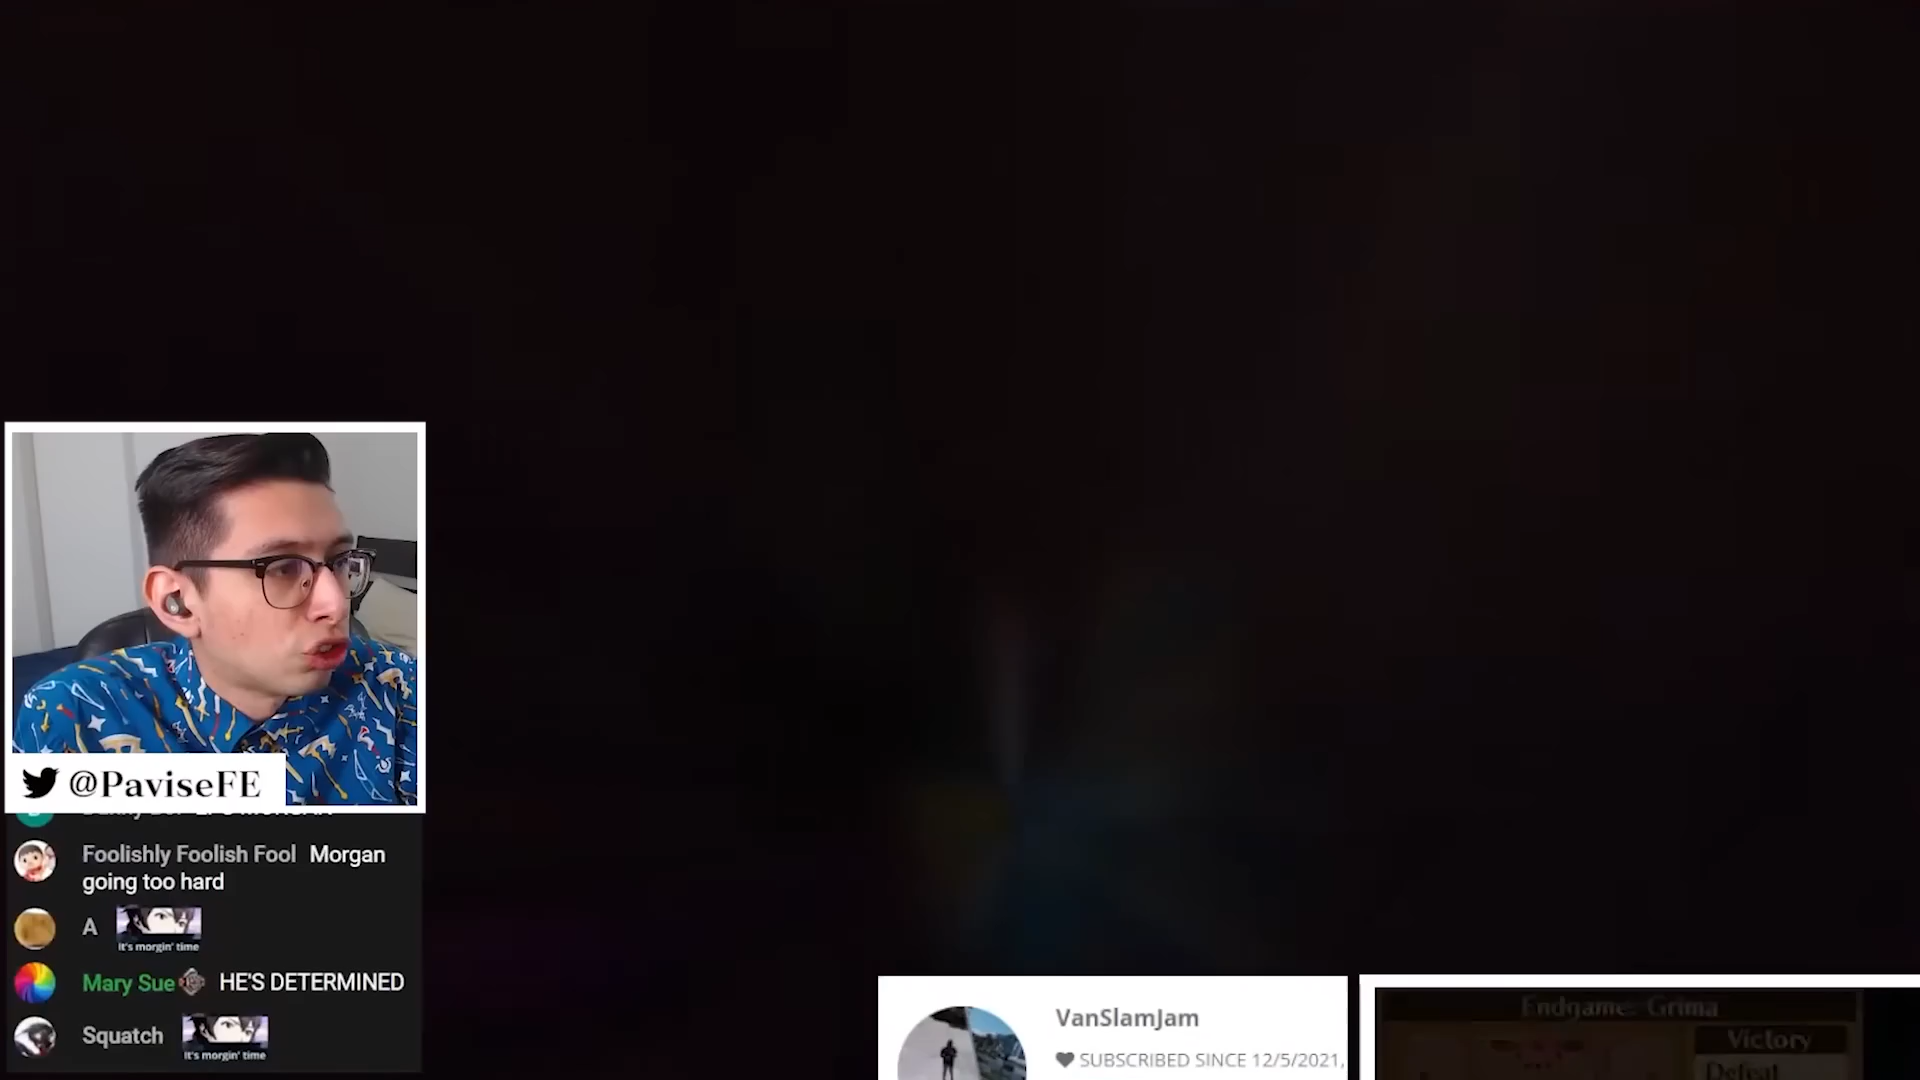 @PaviseFE
Foolishly Foolish Fool Morgan
going too hard
A It's morgin' time
Mary Sue HE'S DETERMINED
Squatch It's morgin' time
VanSlamJam
SUBSCRIBED SINCE 12/5/2021,
Endgame: Grima
Victory
Defeat